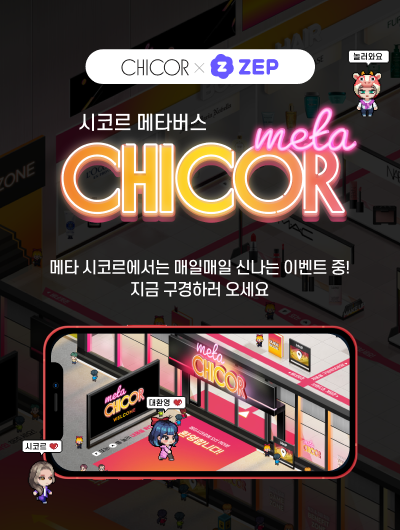 CHICOR × ZEP
놀러와요
시코르 메타버스
meta
CHICOR
메타 시코르에서는 매일매일 신나는 이벤트 중!
지금 구경하러 오세요
meta
CHICOR
meta
CHICOR
WELCOME
대환영
환영합니다!
시코르